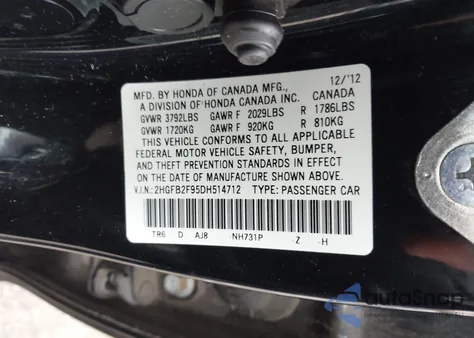 MFD. BY HONDA OF CANADA MFG., 12/'12
A DIVISION OF HONDA CANADA INC. CANADA
GVWR 3792LBS GAWR F 2029LBS R 1786LBS
GVWR 1720KG GAWR F 920KG R 810KG
THIS VEHICLE CONFORMS TO ALL APPLICABLE
FEDERAL MOTOR VEHICLE SAFETY, BUMPER,
AND THEFT PREVENTION STANDARDS IN EFFECT
ON THE DATE OF MANUFACTURE SHOWN ABOVE.
V.I.N.: 2HGFB2F95DH514712 TYPE: PASSENGER CAR
TR6 D AJ8 -NH731P -Z -H
autoSnap